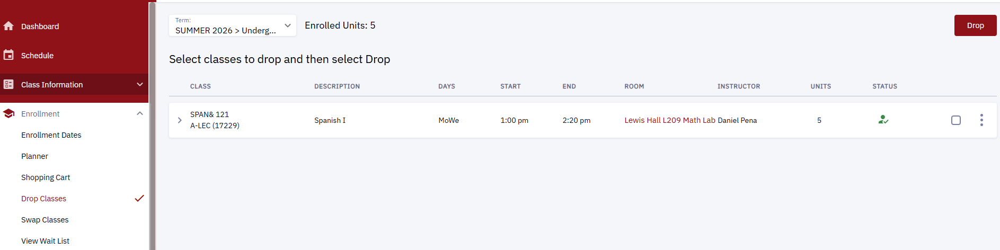 Dashboard
Schedule
Class Information
Enrollment
Enrollment Dates
Planner
Shopping Cart
Drop Classes
Swap Classes
View Wait List
Term:
SUMMER 2026 > Underg...
Enrolled Units: 5
Drop
Select classes to drop and then select Drop
CLASS DESCRIPTION DAYS START END ROOM INSTRUCTOR UNITS STATUS
SPAN& 121
A-LEC (17229)
Spanish I MoWe 1:00 pm 2:20 pm Lewis Hall L209 Math Lab Daniel Pena 5